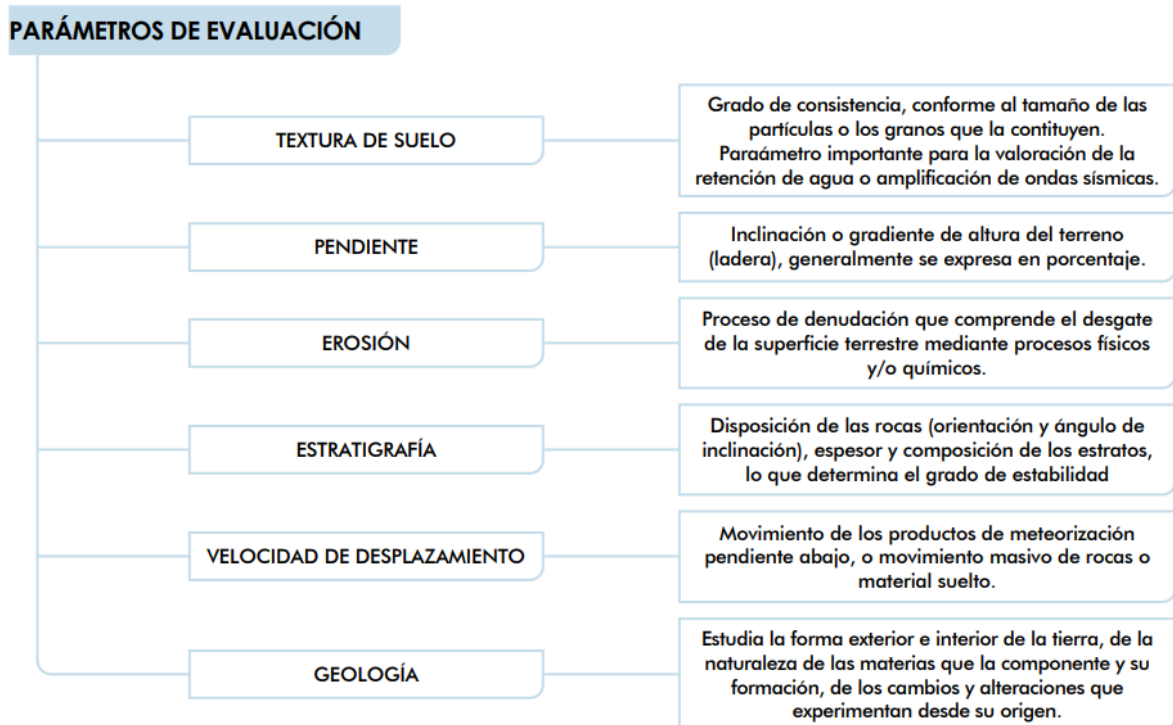 PARÁMETROS DE EVALUACIÓN
TEXTURA DE SUELO
Grado de consistencia, conforme al tamaño de las
partículas o los granos que la contituyen.
Paraámetro importante para la valoración de la
retención de agua o amplificación de ondas sísmicas.
PENDIENTE
Inclinación o gradiente de altura del terreno
(ladera), generalmente se expresa en porcentaje.
EROSIÓN
Proceso de denudación que comprende el desgate
de la superficie terrestre mediante procesos físicos
y/o químicos.
ESTRATIGRAFÍA
Disposición de las rocas (orientación y ángulo de
inclinación), espesor y composición de los estratos,
lo que determina el grado de estabilidad
VELOCIDAD DE DESPLAZAMIENTO
Movimiento de los productos de meteorización
pendiente abajo, o movimiento masivo de rocas o
material suelto.
GEOLOGÍA
Estudia la forma exterior e interior de la tierra, de la
naturaleza de las materias que la componente y su
formación, de los cambios y alteraciones que
experimentan desde su origen.